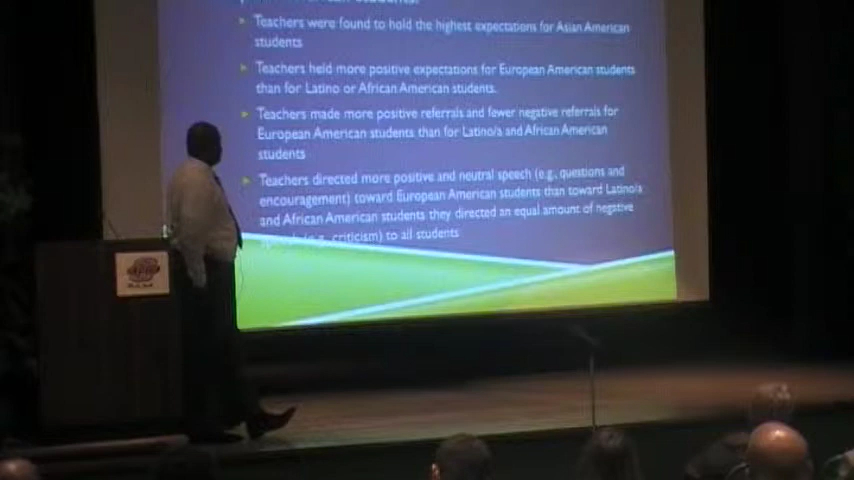 Teachers were found to hold the highest expectations for Asian American
students
Teachers held more positive expectations for European American students
than for Latino or African American students.
Teachers made more positive referrals and fewer negative referrals for
European American students than for Latino/a and African American
students
Teachers directed more positive and neutral speech (e.g., questions and
encouragement) toward European American students than toward Latino/a
and African American students they directed an equal amount of negative
(e.g., criticism) to all students